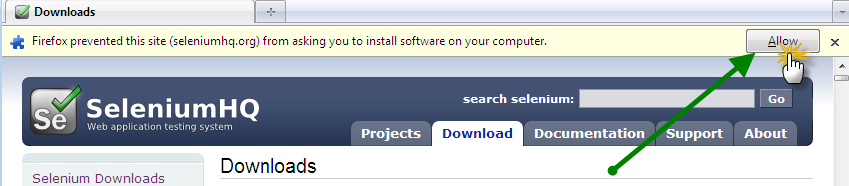 Downloads
Firefox prevented this site (seleniumhq.org) from asking you to install software on your computer. Allow
Se SeleniumHQ
Web application testing system
search selenium: Go
Projects Download Documentation Support About
Selenium Downloads
Downloads